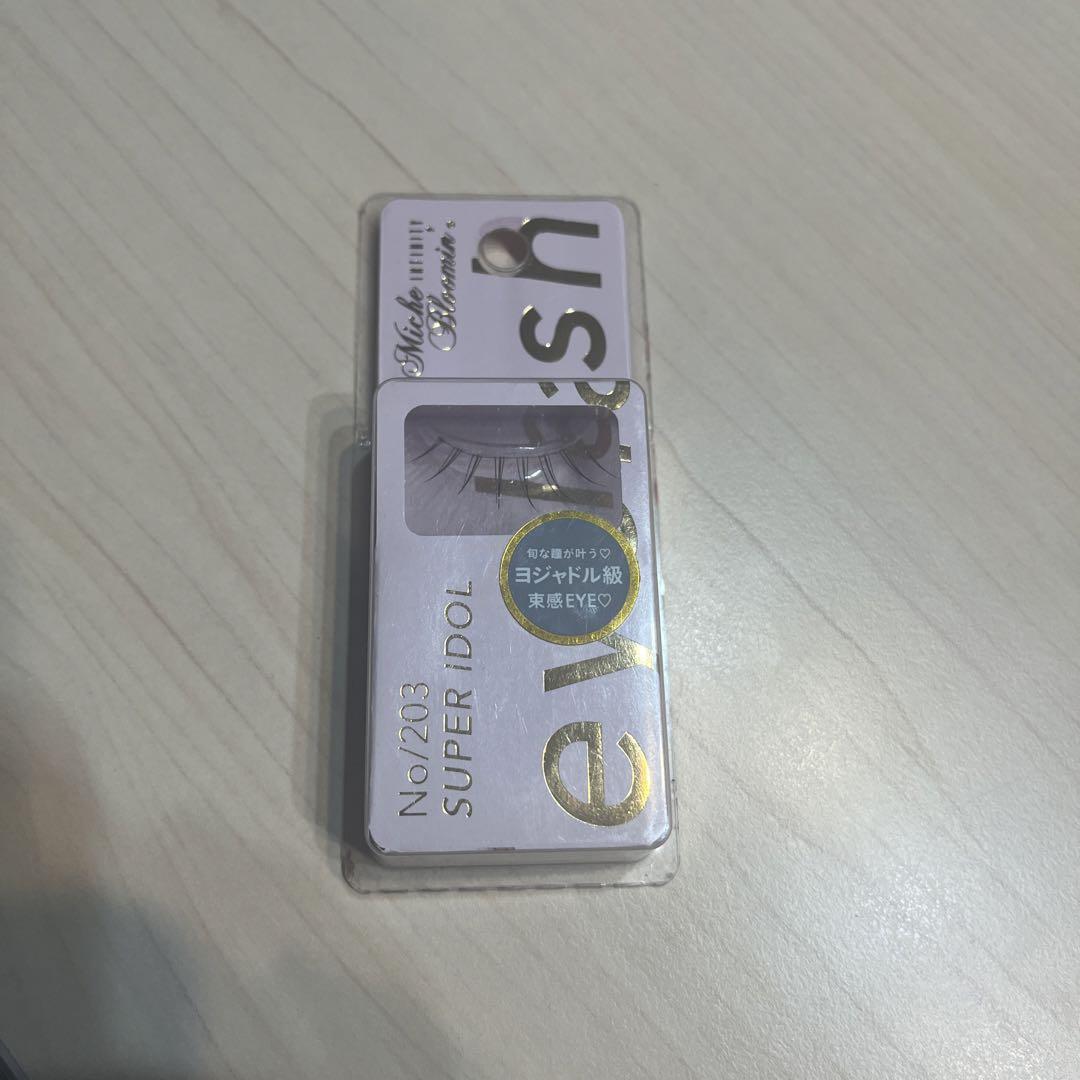 Miche INFINITY
Bloomin'
eyelash
旬な瞳が叶う♡
ヨジャドル級
束感EYE♡
No/203
SUPER IDOL